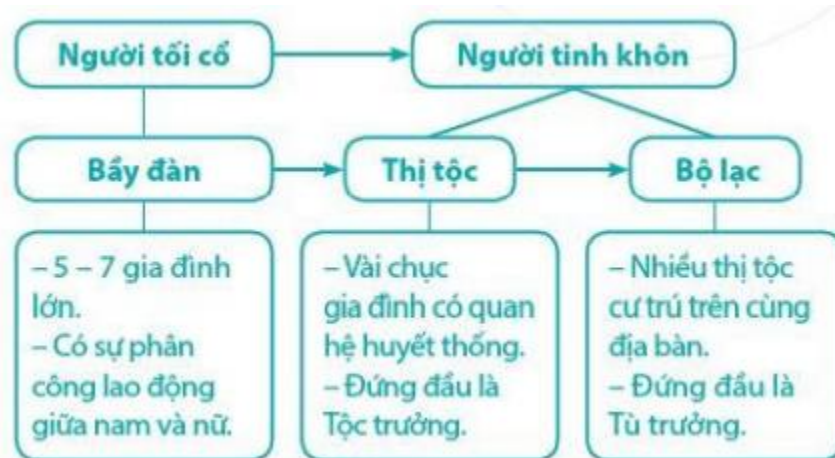 Người tối cổ
Người tinh khôn
Bầy đàn
Thị tộc
Bộ lạc
– 5 – 7 gia đình
lớn.
– Có sự phân
công lao động
giữa nam và nữ.
– Vài chục
gia đình có quan
hệ huyết thống.
– Đứng đầu là
Tộc trưởng.
– Nhiều thị tộc
cư trú trên cùng
địa bàn.
– Đứng đầu là
Tù trưởng.